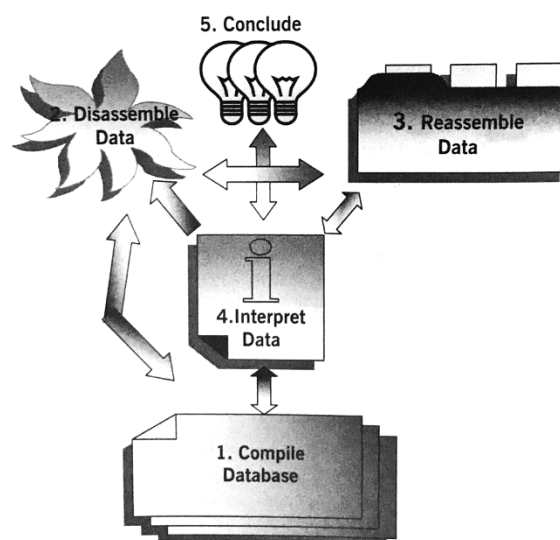 5. Conclude
2. Disassemble
Data
3. Reassemble
Data
i
4.Interpret
Data
1. Compile
Database